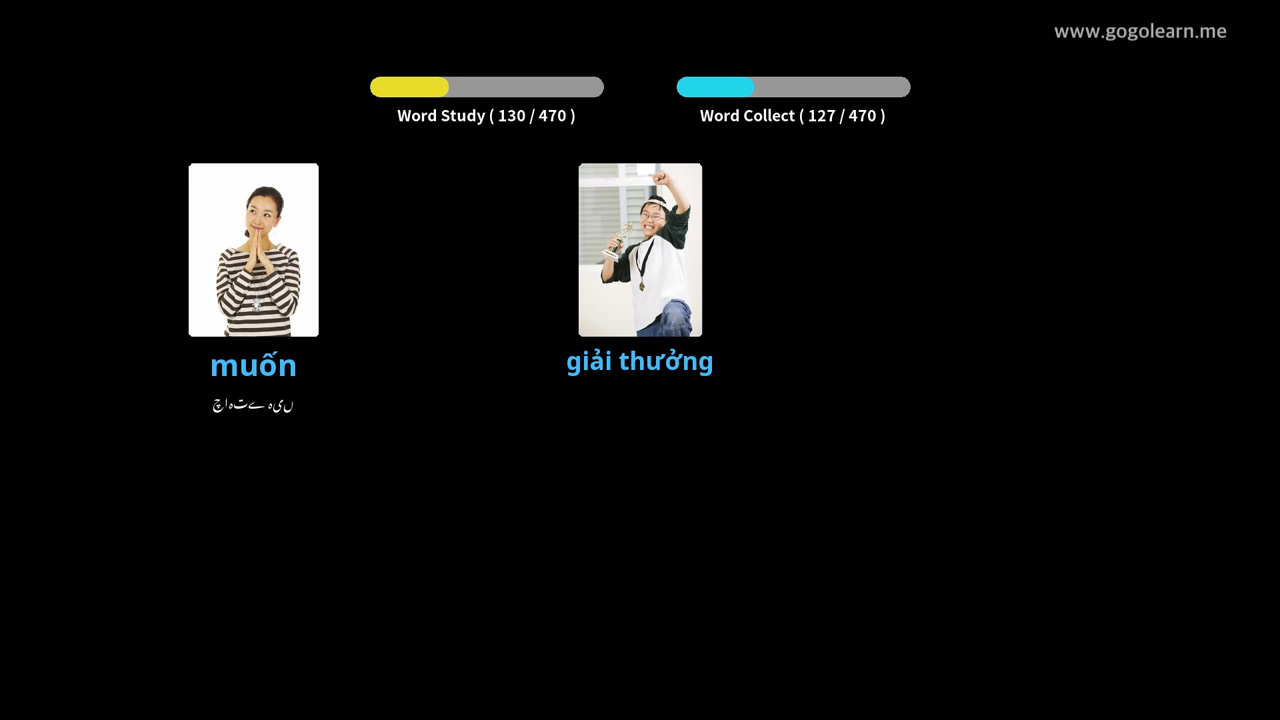 www.gogolearn.me
Word Study ( 130 / 470 )
Word Collect ( 127 / 470 )
muốn
giải thưởng
چاہتے ہیں